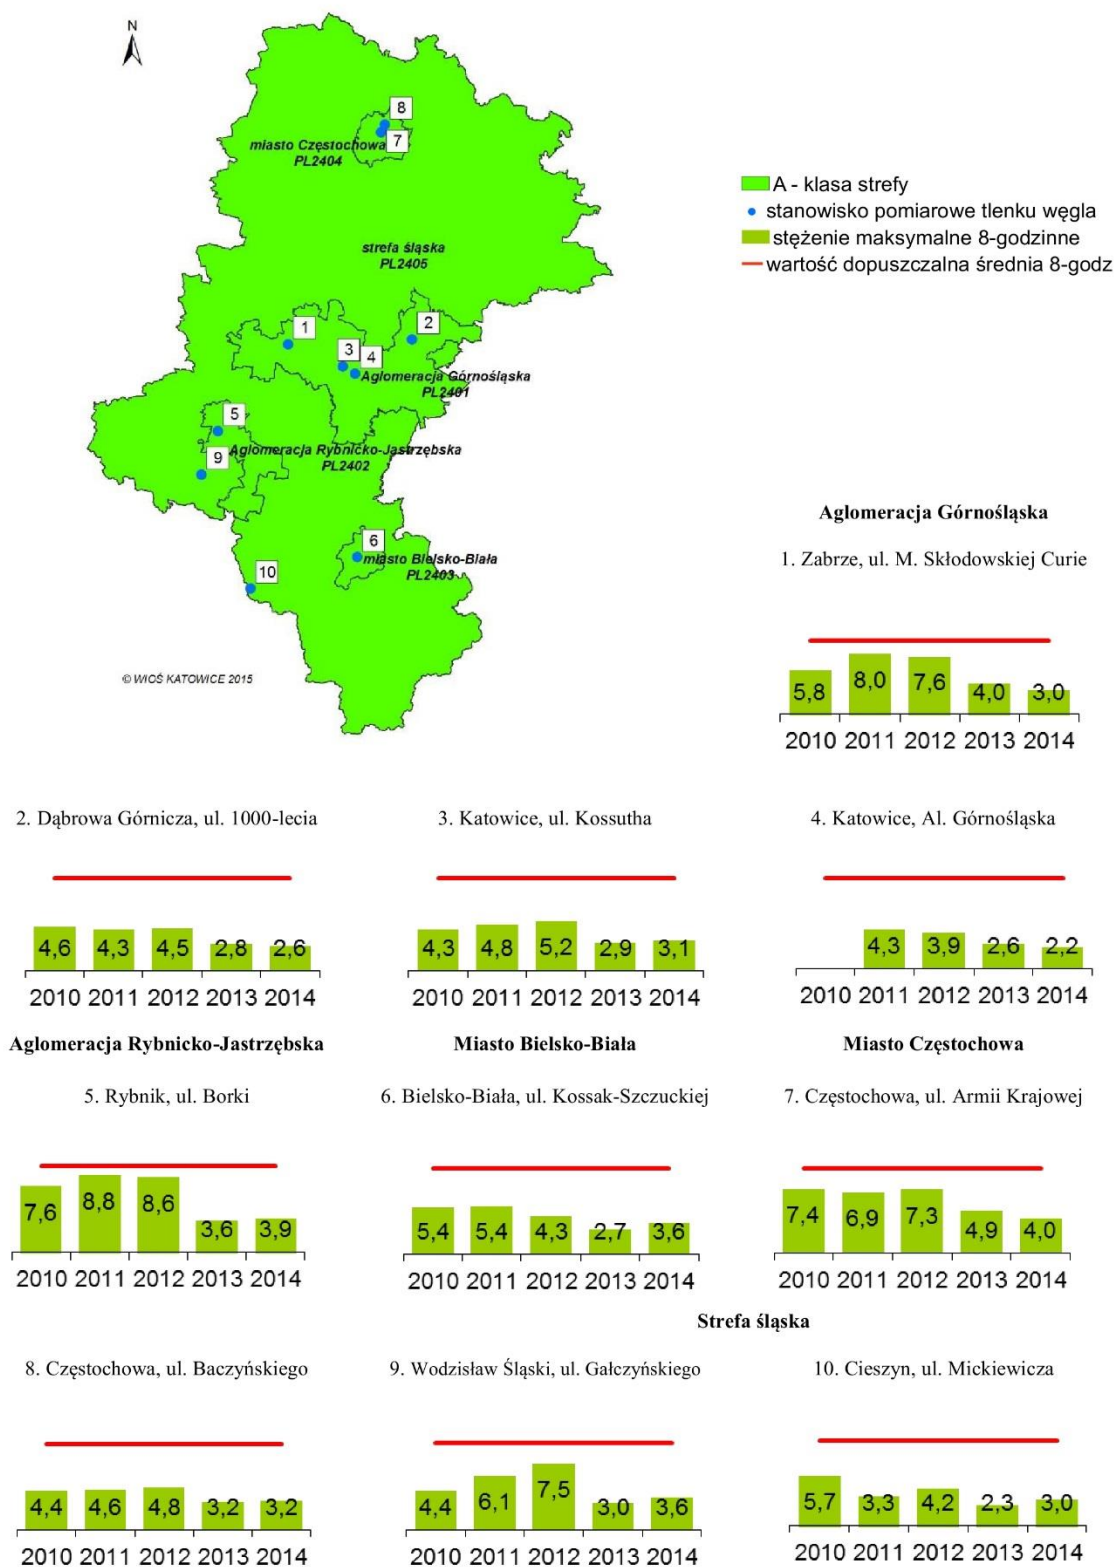 N
8
7
miasto Częstochowa
PL2404
A - klasa strefy
stanowisko pomiarowe tlenku węgla
stężenie maksymalne 8-godzinne
wartość dopuszczalna średnia 8-godz
strefa śląska
PL2405
1
2
3
4
Aglomeracja Górnośląska
PL2401
5
9
Aglomeracja Rybnicko-Jastrzębska
PL2402
6
miasto Bielsko-Biała
PL2403
10
© WIOŚ KATOWICE 2015
Aglomeracja Górnośląska
1. Zabrze, ul. M. Skłodowskiej Curie
5,8 8,0 7,6 4,0 3,0
2010 2011 2012 2013 2014
2. Dąbrowa Górnicza, ul. 1000-lecia
4,6 4,3 4,5 2,8 2,6
2010 2011 2012 2013 2014
3. Katowice, ul. Kossutha
4,3 4,8 5,2 2,9 3,1
2010 2011 2012 2013 2014
4. Katowice, Al. Górnośląska
4,3 3,9 2,6 2,2
2010 2011 2012 2013 2014
Aglomeracja Rybnicko-Jastrzębska
5. Rybnik, ul. Borki
7,6 8,8 8,6 3,6 3,9
2010 2011 2012 2013 2014
Miasto Bielsko-Biała
6. Bielsko-Biała, ul. Kossak-Szczuckiej
5,4 5,4 4,3 2,7 3,6
2010 2011 2012 2013 2014
Miasto Częstochowa
7. Częstochowa, ul. Armii Krajowej
7,4 6,9 7,3 4,9 4,0
2010 2011 2012 2013 2014
8. Częstochowa, ul. Baczyńskiego
4,4 4,6 4,8 3,2 3,2
2010 2011 2012 2013 2014
Strefa śląska
9. Wodzisław Śląski, ul. Gałczyńskiego
4,4 6,1 7,5 3,0 3,6
2010 2011 2012 2013 2014
10. Cieszyn, ul. Mickiewicza
5,7 3,3 4,2 2,3 3,0
2010 2011 2012 2013 2014